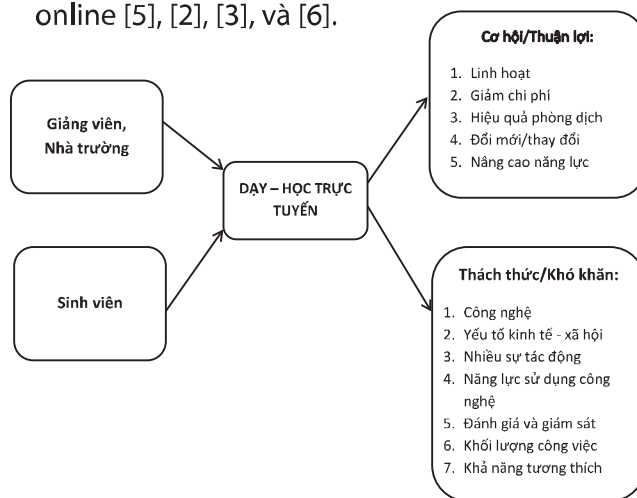 online [5], [2], [3], và [6].
Giảng viên,
Nhà trường
Sinh viên
DẠY – HỌC TRỰC
TUYẾN
Cơ hội/Thuận lợi:
1. Linh hoạt
2. Giảm chi phí
3. Hiệu quả phòng dịch
4. Đổi mới/thay đổi
5. Nâng cao năng lực
Thách thức/Khó khăn:
1. Công nghệ
2. Yếu tố kinh tế - xã hội
3. Nhiều sự tác động
4. Năng lực sử dụng công
nghệ
5. Đánh giá và giám sát
6. Khối lượng công việc
7. Khả năng tương thích